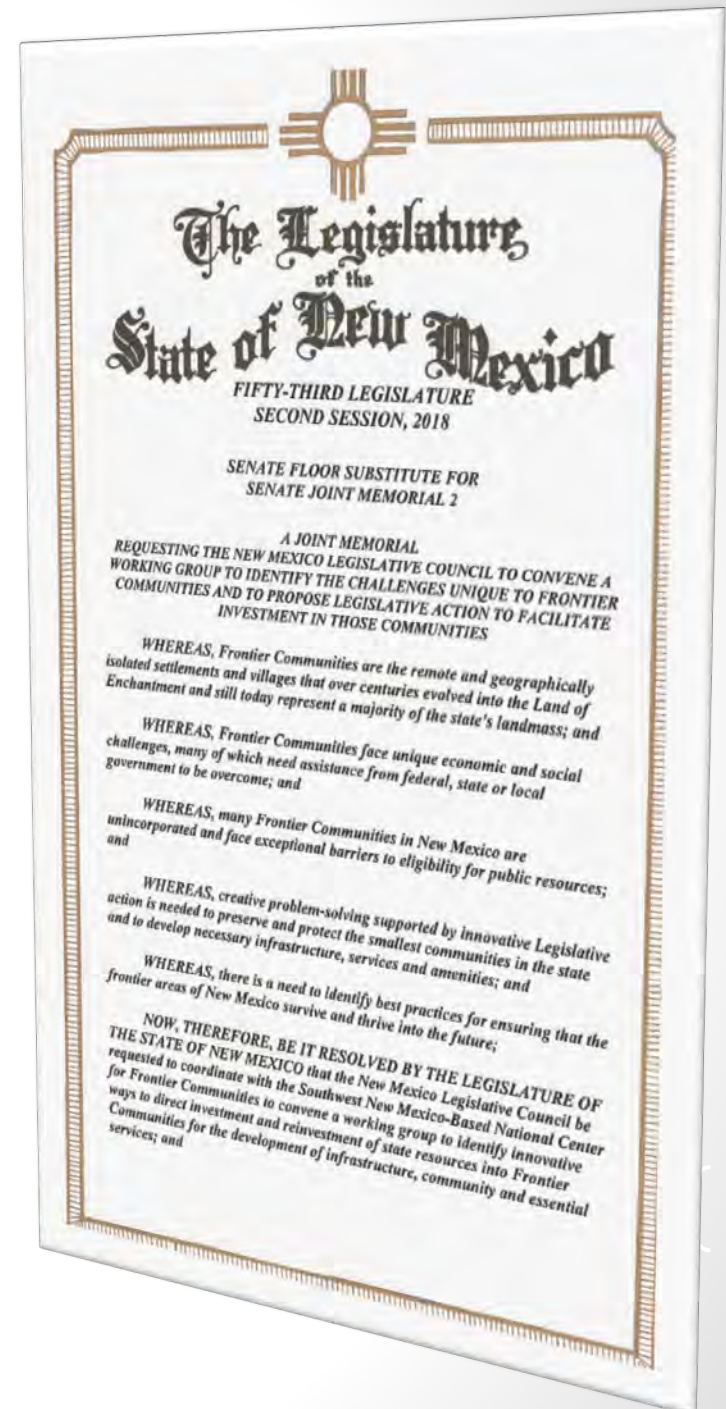 The Legislature
of the
State of New Mexico
FIFTY-THIRD LEGISLATURE
SECOND SESSION, 2018
SENATE FLOOR SUBSTITUTE FOR
SENATE JOINT MEMORIAL 2
A JOINT MEMORIAL
REQUESTING THE NEW MEXICO LEGISLATIVE COUNCIL TO CONVENE A
WORKING GROUP TO IDENTIFY THE CHALLENGES UNIQUE TO FRONTIER
COMMUNITIES AND TO PROPOSE LEGISLATIVE ACTION TO FACILITATE
INVESTMENT IN THOSE COMMUNITIES
WHEREAS, Frontier Communities are the remote and geographically
isolated settlements and villages that over centuries evolved into the Land of
Enchantment and still today represent a majority of the state's landmass; and
WHEREAS, Frontier Communities face unique economic and social
challenges, many of which need assistance from federal, state or local
government to be overcome; and
WHEREAS, many Frontier Communities in New Mexico are
unincorporated and face exceptional barriers to eligibility for public resources;
and
WHEREAS, creative problem-solving supported by innovative Legislative
action is needed to preserve and protect the smallest communities in the state
and to develop necessary infrastructure, services and amenities; and
WHEREAS, there is a need to identify best practices for ensuring that the
frontier areas of New Mexico survive and thrive into the future;
NOW, THEREFORE, BE IT RESOLVED BY THE LEGISLATURE OF
THE STATE OF NEW MEXICO that the New Mexico Legislative Council be
requested to coordinate with the Southwest New Mexico-Based National Center
for Frontier Communities to convene a working group to identify innovative
ways to direct investment and reinvestment of state resources into Frontier
Communities for the development of infrastructure, community and essential
services; and